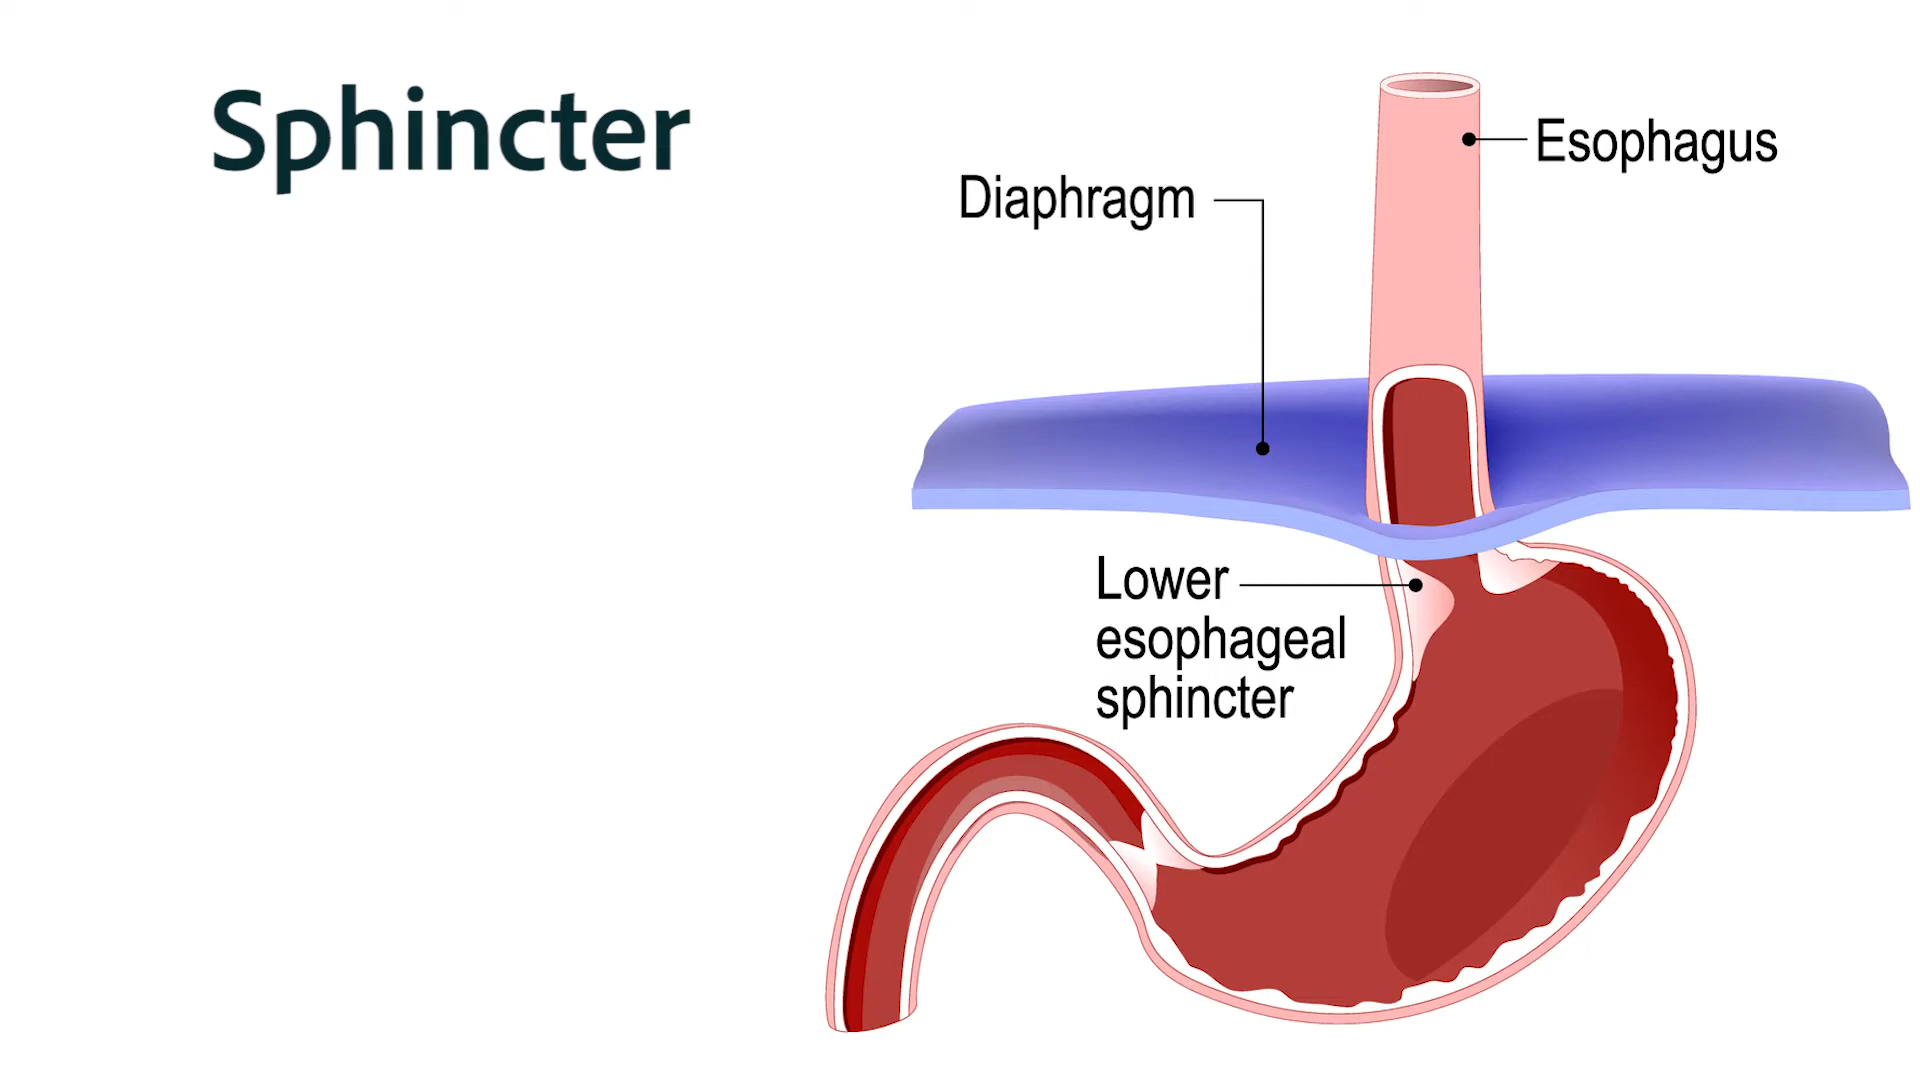 Sphincter
Esophagus
Diaphragm
Lower
esophageal
sphincter